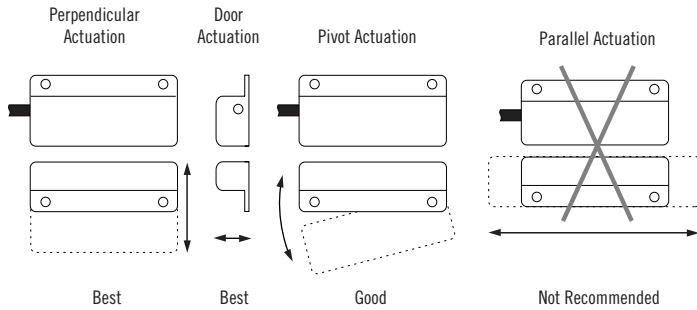 Perpendicular
Actuation
Door
Actuation
Pivot Actuation
Parallel Actuation
Best
Best
Good
Not Recommended